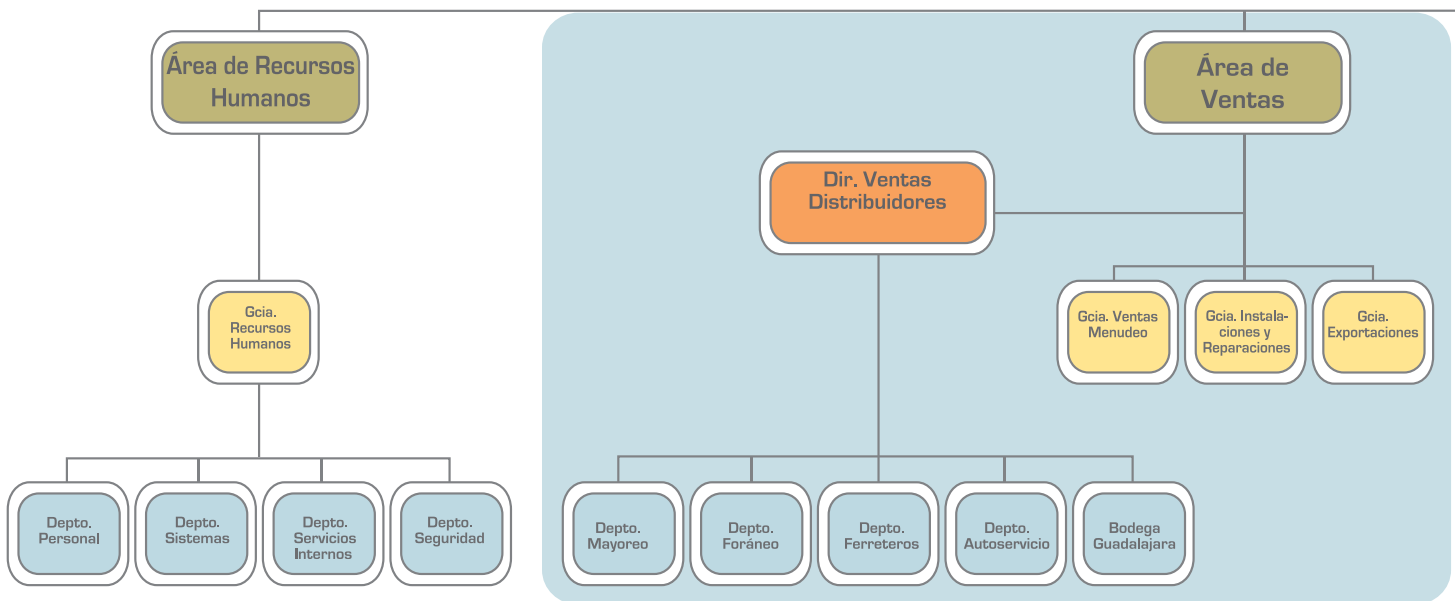 Área de Recursos
Humanos
Área de
Ventas
Dir. Ventas
Distribuidores
Gcia.
Recursos
Humanos
Gcia. Ventas
Menudeo
Gcia. Instala-
ciones y
Reparaciones
Gcia.
Exportaciones
Depto.
Personal
Depto.
Sistemas
Depto.
Servicios
Internos
Depto.
Seguridad
Depto.
Mayoreo
Depto.
Foráneo
Depto.
Ferreteros
Depto.
Autoservicio
Bodega
Guadalajara